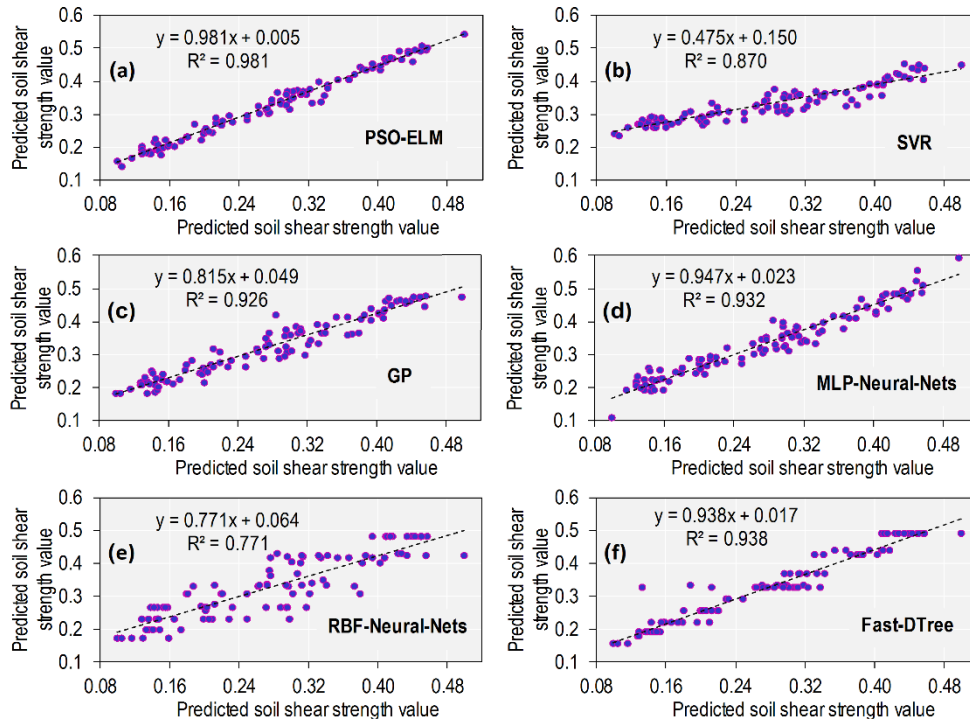 Predicted soil shear
strength value
0.6
0.5
0.4
0.3
0.2
0.1
(a)
y = 0.981x + 0.005
R² = 0.981
PSO-ELM
0.08 0.16 0.24 0.32 0.40 0.48
Predicted soil shear strength value
Predicted soil shear
strength value
0.6
0.5
0.4
0.3
0.2
0.1
(b)
y = 0.475x + 0.150
R² = 0.870
SVR
0.08 0.16 0.24 0.32 0.40 0.48
Predicted soil shear strength value
Predicted soil shear
strength value
0.6
0.5
0.4
0.3
0.2
0.1
(c)
y = 0.815x + 0.049
R² = 0.926
GP
0.08 0.16 0.24 0.32 0.40 0.48
Predicted soil shear strength value
Predicted soil shear
strength value
0.6
0.5
0.4
0.3
0.2
0.1
(d)
y = 0.947x + 0.023
R² = 0.932
MLP-Neural-Nets
0.08 0.16 0.24 0.32 0.40 0.48
Predicted soil shear strength value
Predicted soil shear
strength value
0.6
0.5
0.4
0.3
0.2
0.1
(e)
y = 0.771x + 0.064
R² = 0.771
RBF-Neural-Nets
0.08 0.16 0.24 0.32 0.40 0.48
Predicted soil shear strength value
Predicted soil shear
strength value
0.6
0.5
0.4
0.3
0.2
0.1
(f)
y = 0.938x + 0.017
R² = 0.938
Fast-DTree
0.08 0.16 0.24 0.32 0.40 0.48
Predicted soil shear strength value